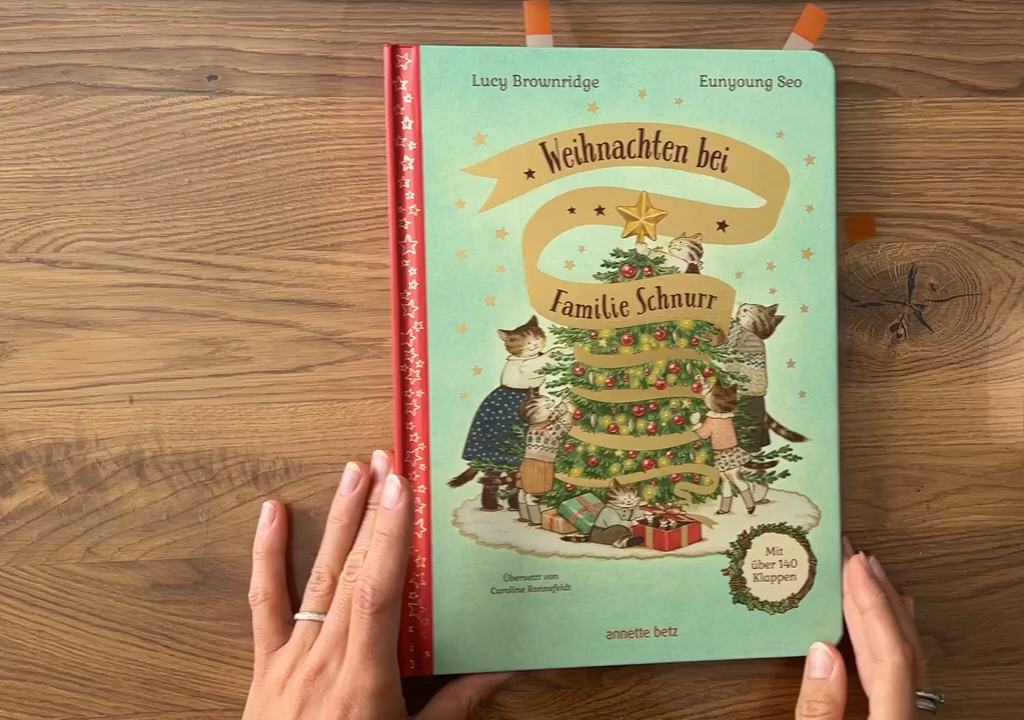 Lucy Brownridge
Eunyoung Seo
Weihnachten bei
Familie Schnurr
Mit
über 140
Klappen
Übersetzt von
Caroline Ronnefeldt
annette betz